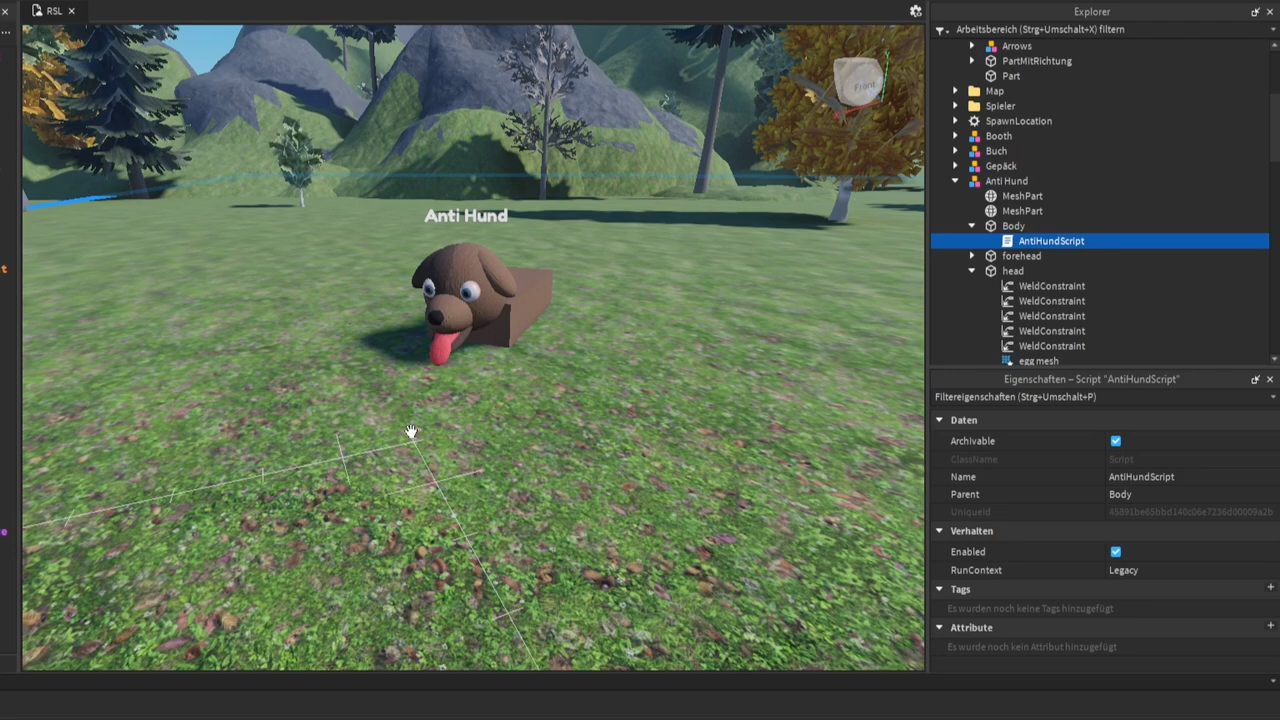 RSL
Front
Anti Hund
Explorer
Arbeitsbereich (Strg+Umschalt+X) filtern
Arrows
PartMitRichtung
Part
Map
Spieler
SpawnLocation
Booth
Buch
Gepäck
Anti Hund
MeshPart
MeshPart
Body
AntiHundScript
forehead
head
WeldConstraint
WeldConstraint
WeldConstraint
WeldConstraint
WeldConstraint
egg mesh
Eigenschaften – Script "AntiHundScript"
Filtereigenschaften (Strg+Umschalt+P)
Daten
Archivable
ClassName Script
Name AntiHundScript
Parent Body
UniqueId
Verhalten
Enabled
RunContext Legacy
Tags
Es wurden noch keine Tags hinzugefügt
Attribute
Es wurde noch kein Attribut hinzugefügt
t
e